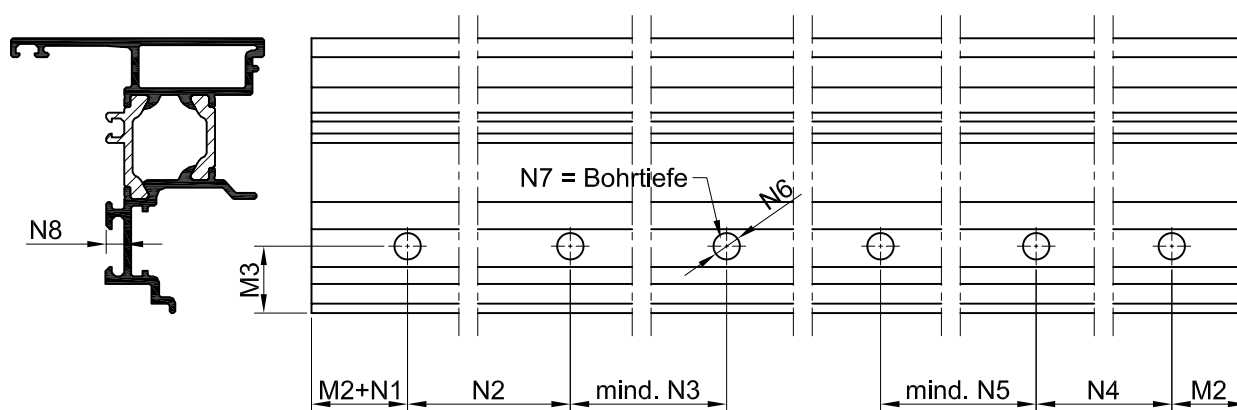 N7 = Bohrtiefe
N6
N8
M3
M2+N1
N2
mind. N3
mind. N5
N4
M2